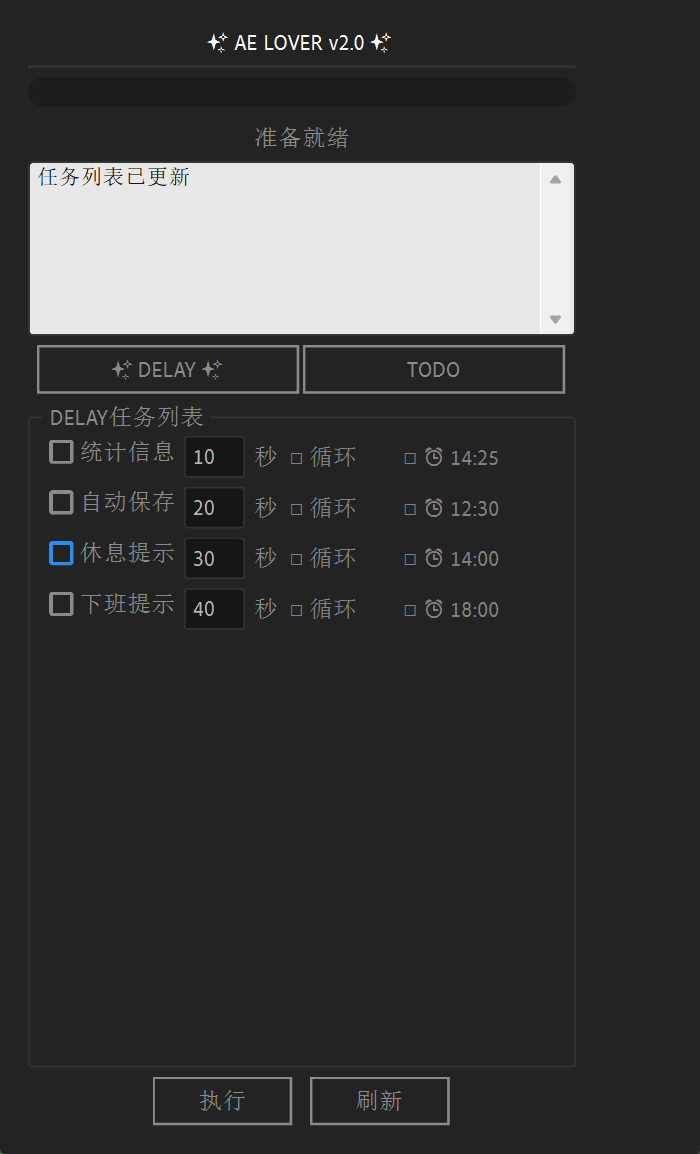 AE LOVER v2.0
准备就绪
任务列表已更新
DELAY
TODO
DELAY任务列表
统计信息 10 秒 循环 14:25
自动保存 20 秒 循环 12:30
休息提示 30 秒 循环 14:00
下班提示 40 秒 循环 18:00
执行 刷新